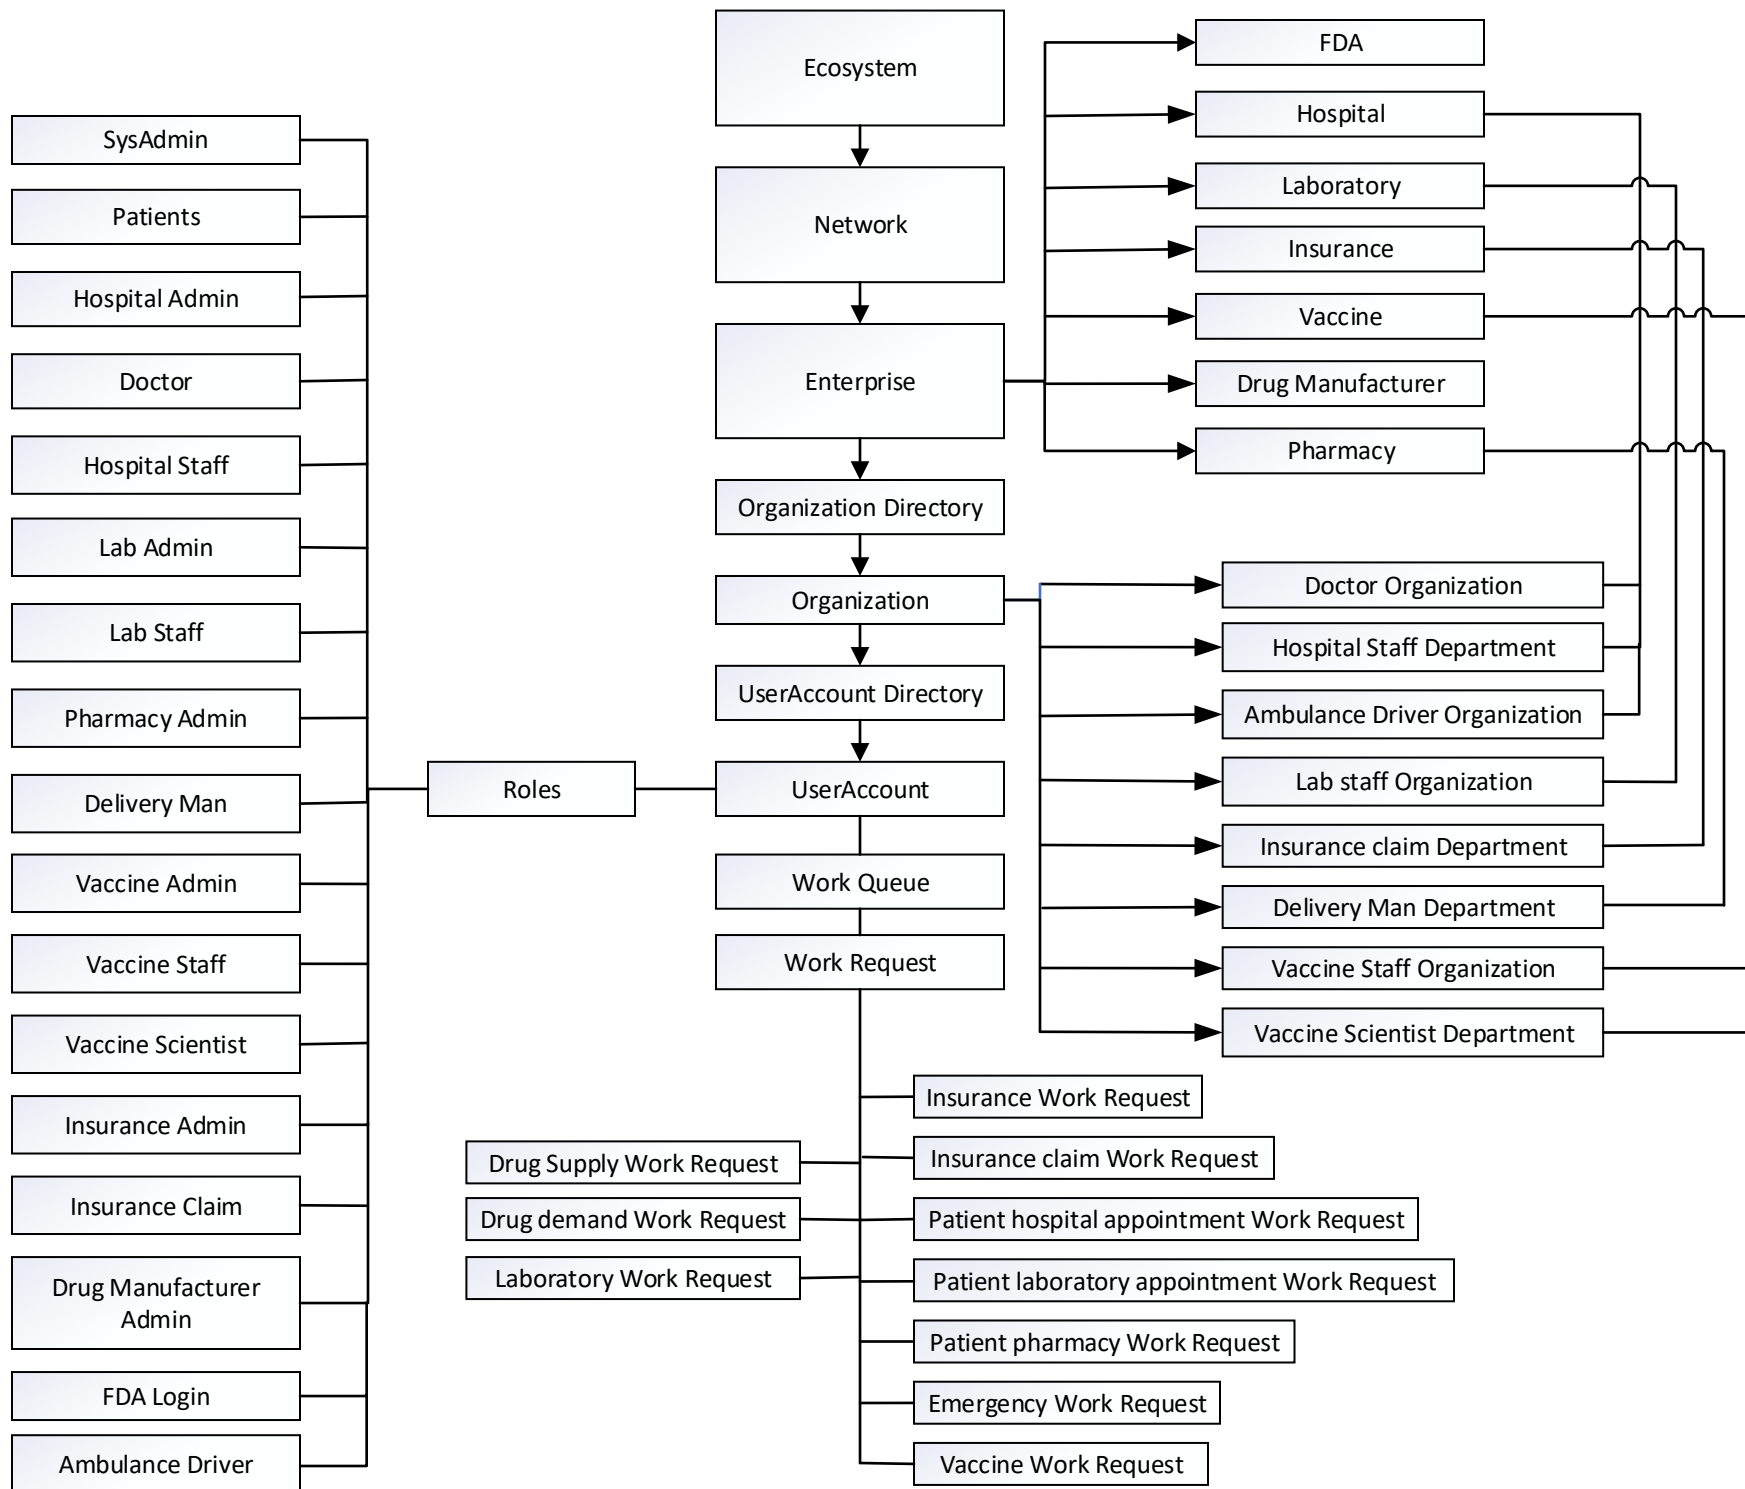 SysAdmin
Patients
Hospital Admin
Doctor
Hospital Staff
Lab Admin
Lab Staff
Pharmacy Admin
Delivery Man
Vaccine Admin
Vaccine Staff
Vaccine Scientist
Insurance Admin
Insurance Claim
Drug Manufacturer
Admin
FDA Login
Ambulance Driver
Roles
Ecosystem
Network
Enterprise
Organization Directory
Organization
UserAccount Directory
UserAccount
Work Queue
Work Request
FDA
Hospital
Laboratory
Insurance
Vaccine
Drug Manufacturer
Pharmacy
Doctor Organization
Hospital Staff Department
Ambulance Driver Organization
Lab staff Organization
Insurance claim Department
Delivery Man Department
Vaccine Staff Organization
Vaccine Scientist Department
Drug Supply Work Request
Drug demand Work Request
Laboratory Work Request
Insurance Work Request
Insurance claim Work Request
Patient hospital appointment Work Request
Patient laboratory appointment Work Request
Patient pharmacy Work Request
Emergency Work Request
Vaccine Work Request